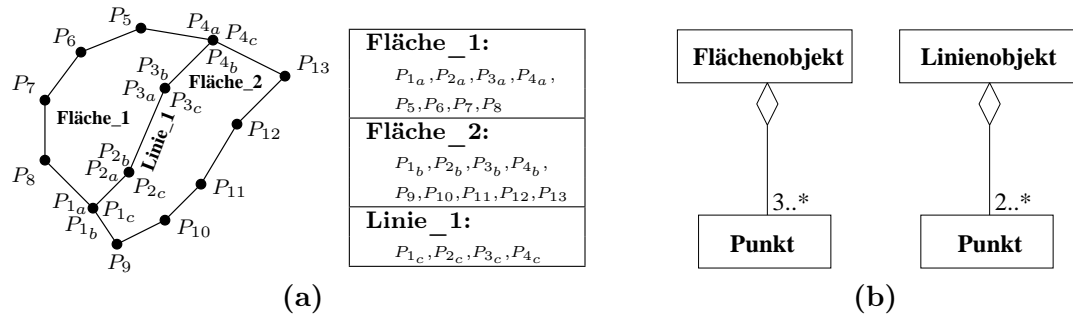 P5
P4a
P4c
P6
P4b
P13
P3b
Fläche_2
P7
P3a
P3c
Fläche_1
Linie_1
P12
P2b
P8
P2a
P2c
P11
P1a
P1c
P1b
P10
P9
Fläche_1:
P1a,P2a,P3a,P4a,
P5,P6,P7,P8
Fläche_2:
P1b,P2b,P3b,P4b,
P9,P10,P11,P12,P13
Linie_1:
P1c,P2c,P3c,P4c
(a)
Flächenobjekt
Linienobjekt
3..*
2..*
Punkt
Punkt
(b)